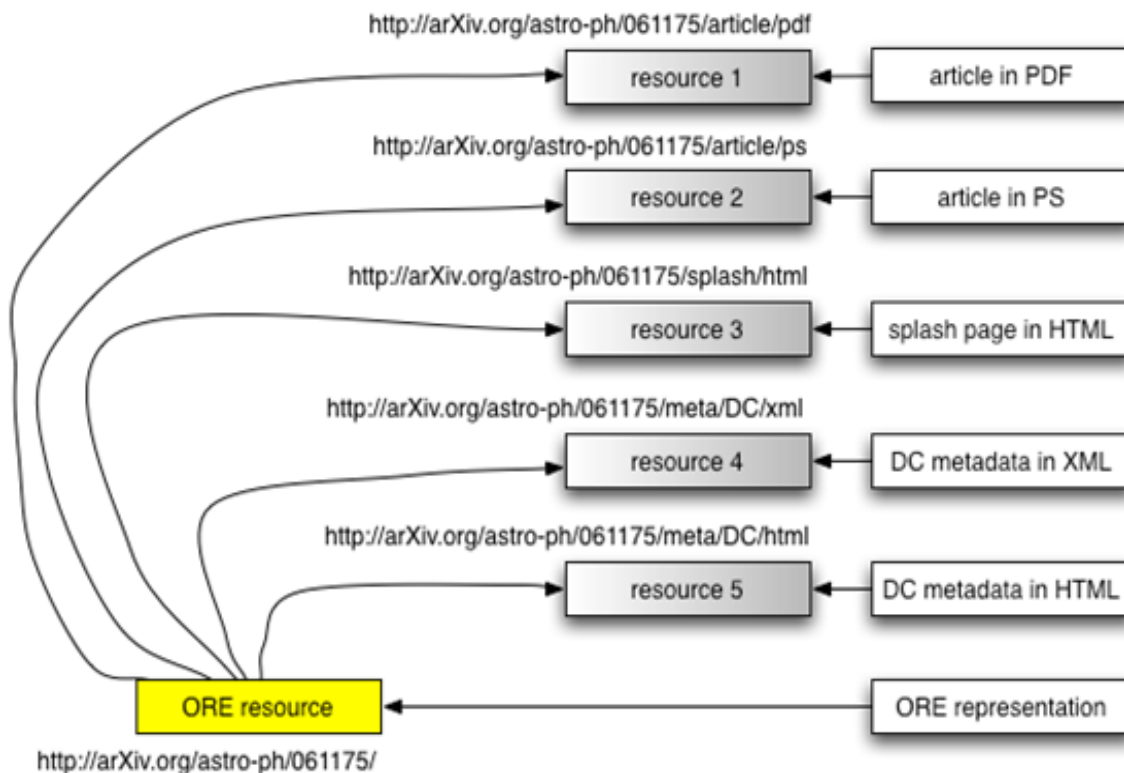 http://arXiv.org/astro-ph/061175/article/pdf
resource 1
article in PDF
http://arXiv.org/astro-ph/061175/article/ps
resource 2
article in PS
http://arXiv.org/astro-ph/061175/splash/html
resource 3
splash page in HTML
http://arXiv.org/astro-ph/061175/meta/DC/xml
resource 4
DC metadata in XML
http://arXiv.org/astro-ph/061175/meta/DC/html
resource 5
DC metadata in HTML
ORE resource
ORE representation
http://arXiv.org/astro-ph/061175/